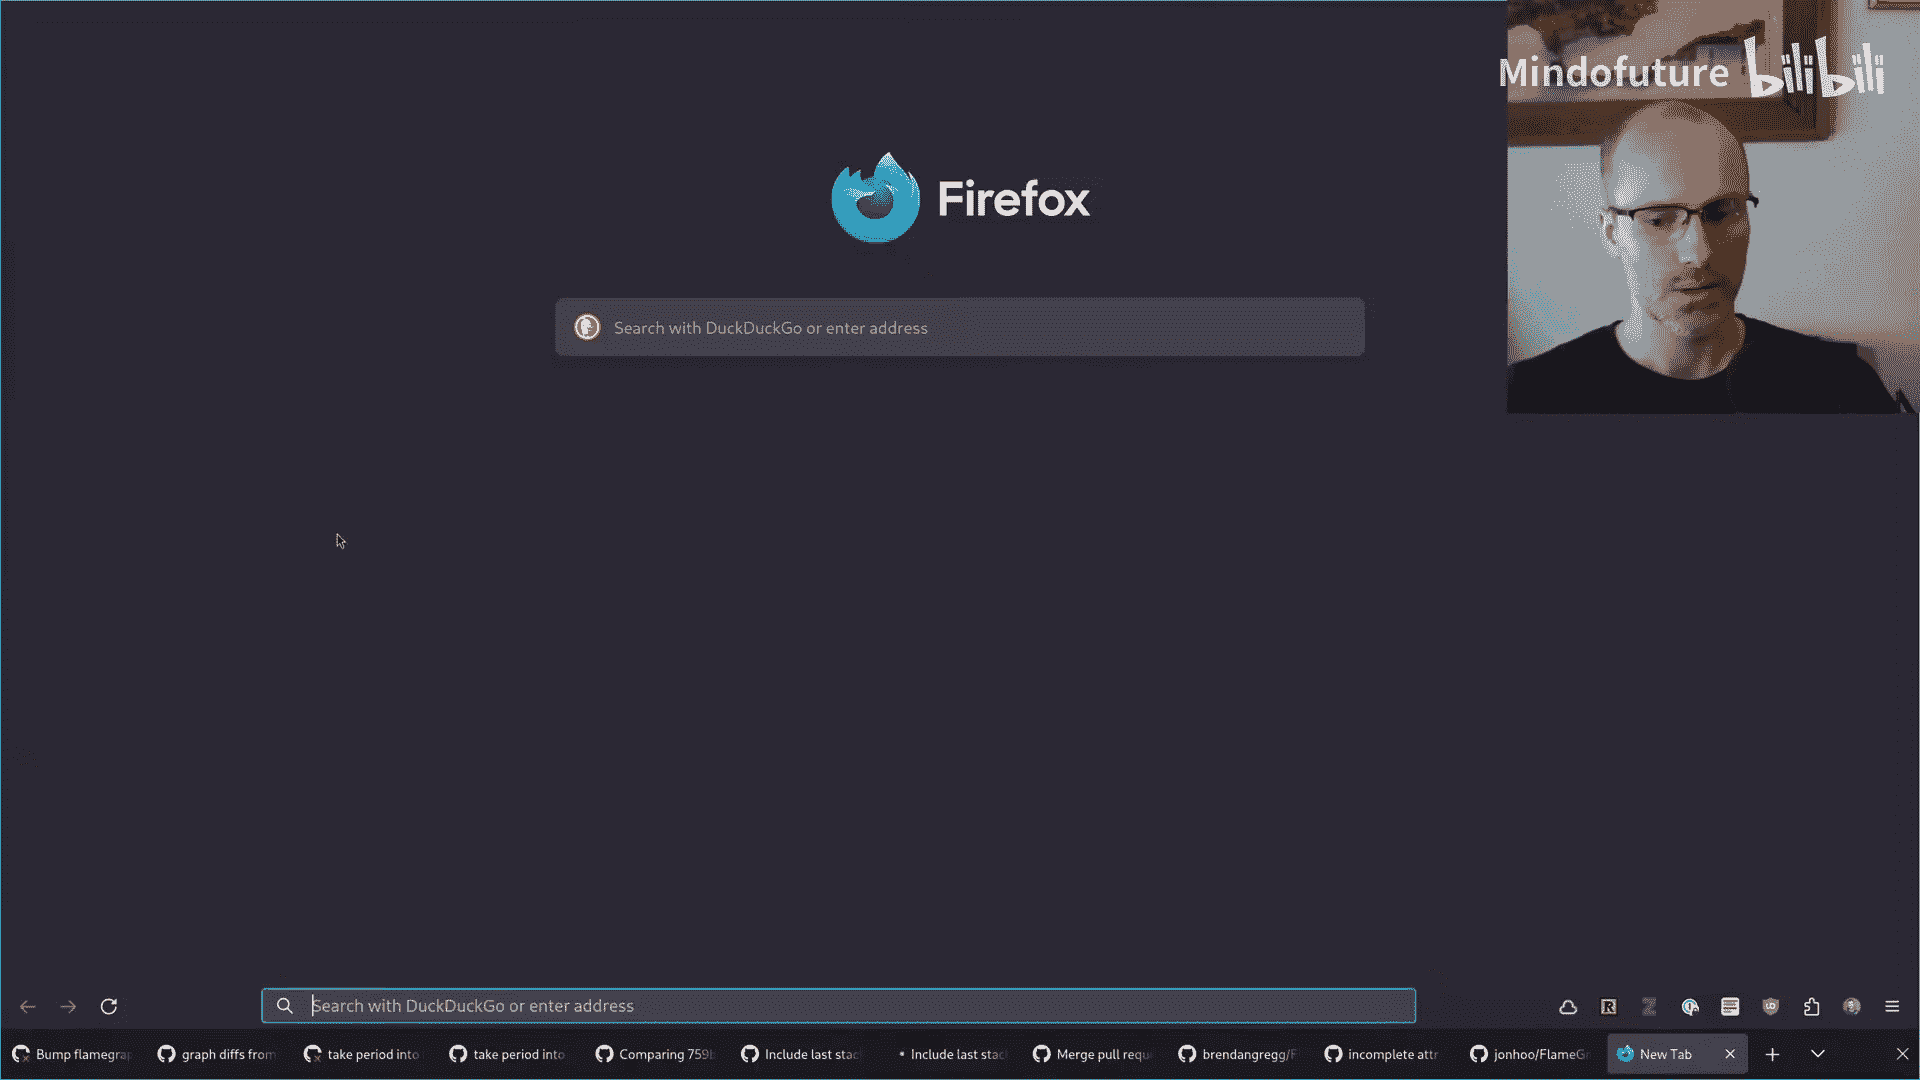 Mindofuture bilibili
Firefox
Search with DuckDuckGo or enter address
Search with DuckDuckGo or enter address
Bump flamegra
graph diffs from
take period into
take period into
Comparing 759
Include last stac
Include last stac
Merge pull requ
brendangregg/F
incomplete attr
jonhoo/FlameGr
New Tab